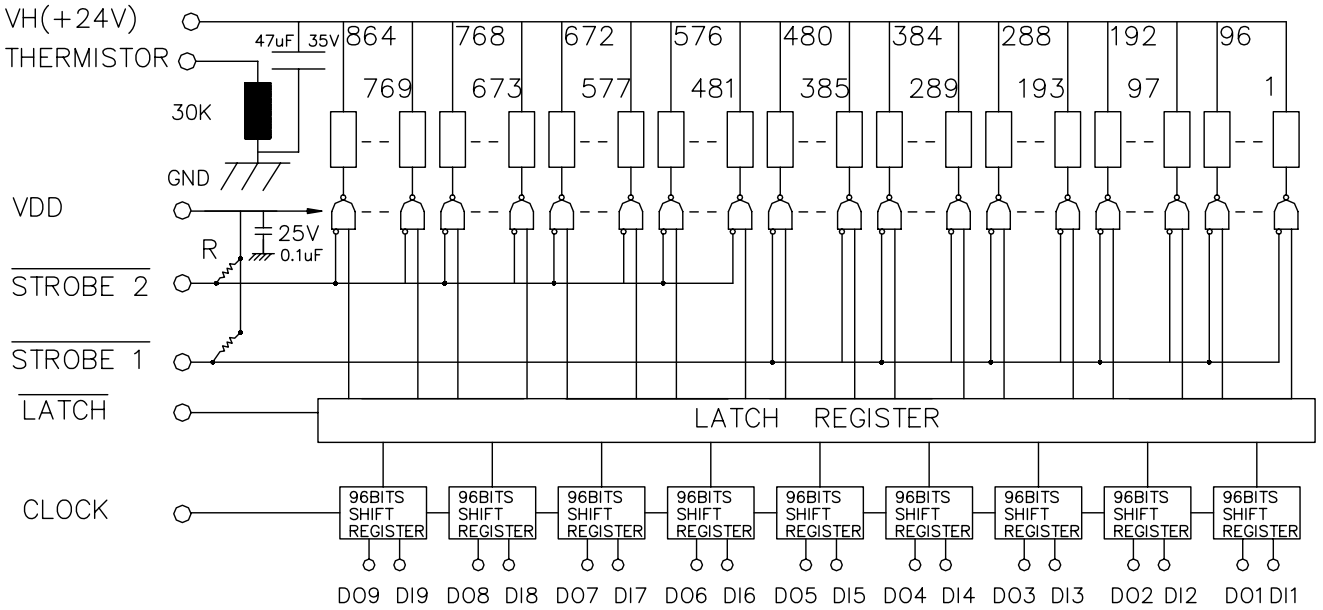 VH(+24V)
47uF 35V
864 768 672 576 480 384 288 192 96
THERMISTOR
769 673 577 481 385 289 193 97 1
30K
GND
VDD
25V
0.1uF
R
STROBE 2
STROBE 1
LATCH
LATCH REGISTER
CLOCK
96BITS 96BITS 96BITS 96BITS 96BITS 96BITS 96BITS 96BITS 96BITS
SHIFT SHIFT SHIFT SHIFT SHIFT SHIFT SHIFT SHIFT SHIFT
REGISTER REGISTER REGISTER REGISTER REGISTER REGISTER REGISTER REGISTER REGISTER
DO9 DI9 DO8 DI8 DO7 DI7 DO6 DI6 DO5 DI5 DO4 DI4 DO3 DI3 DO2 DI2 DO1 DI1